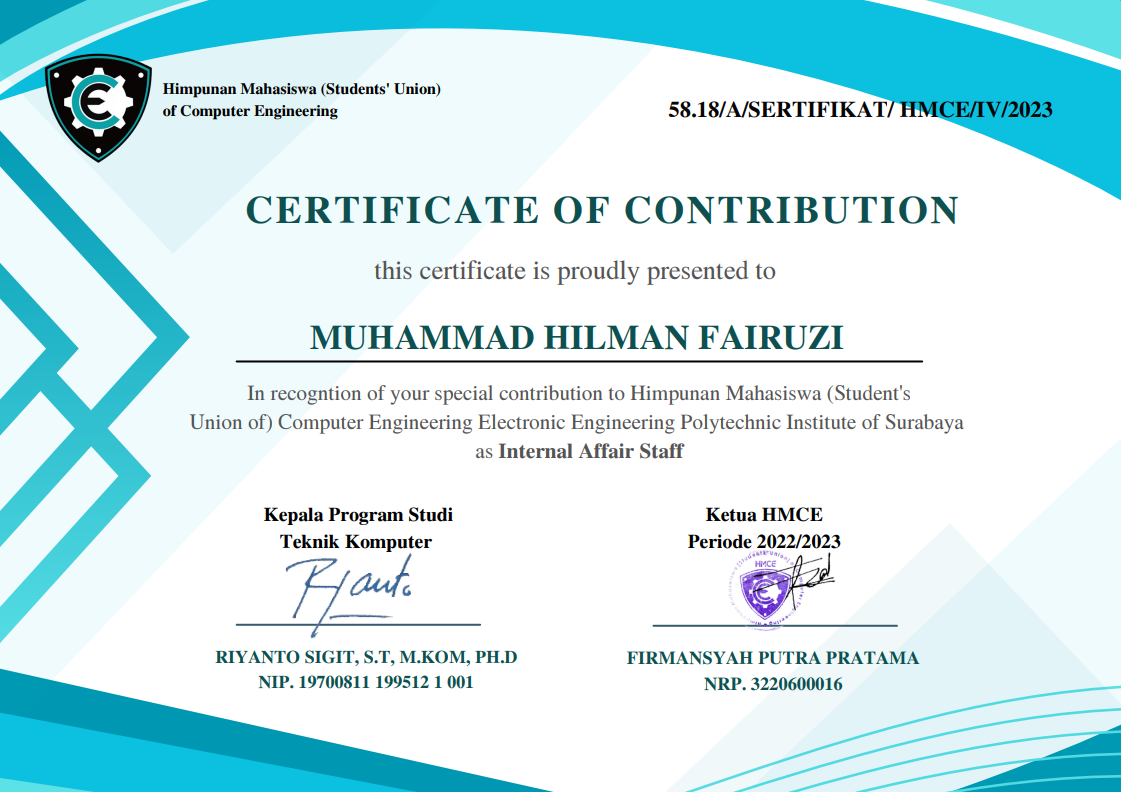 Himpunan Mahasiswa (Students' Union)
of Computer Engineering
58.18/A/SERTIFIKAT/ HMCE/IV/2023
CERTIFICATE OF CONTRIBUTION
this certificate is proudly presented to
MUHAMMAD HILMAN FAIRUZI
In recogntion of your special contribution to Himpunan Mahasiswa (Student's
Union of) Computer Engineering Electronic Engineering Polytechnic Institute of Surabaya
as Internal Affair Staff
Kepala Program Studi
Teknik Komputer
Riyanto
RIYANTO SIGIT, S.T, M.KOM, PH.D
NIP. 19700811 199512 1 001
Ketua HMCE
Periode 2022/2023
HMCE
FIRMANSYAH PUTRA PRATAMA
NRP. 3220600016